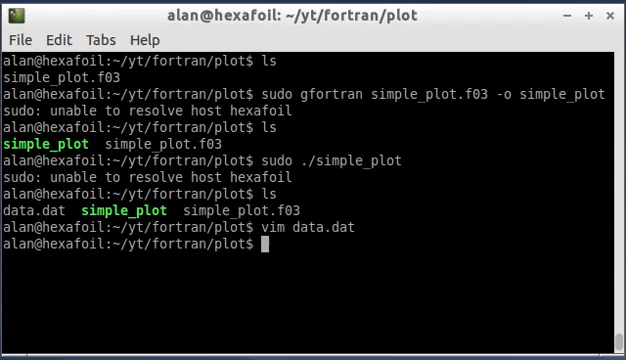 alan@hexafoil: ~/yt/fortran/plot
File Edit Tabs Help
alan@hexafoil:~/yt/fortran/plot$ ls
simple_plot.f03
alan@hexafoil:~/yt/fortran/plot$ sudo gfortran simple_plot.f03 -o simple_plot
sudo: unable to resolve host hexafoil
alan@hexafoil:~/yt/fortran/plot$ ls
simple_plot simple_plot.f03
alan@hexafoil:~/yt/fortran/plot$ sudo ./simple_plot
sudo: unable to resolve host hexafoil
alan@hexafoil:~/yt/fortran/plot$ ls
data.dat simple_plot simple_plot.f03
alan@hexafoil:~/yt/fortran/plot$ vim data.dat
alan@hexafoil:~/yt/fortran/plot$